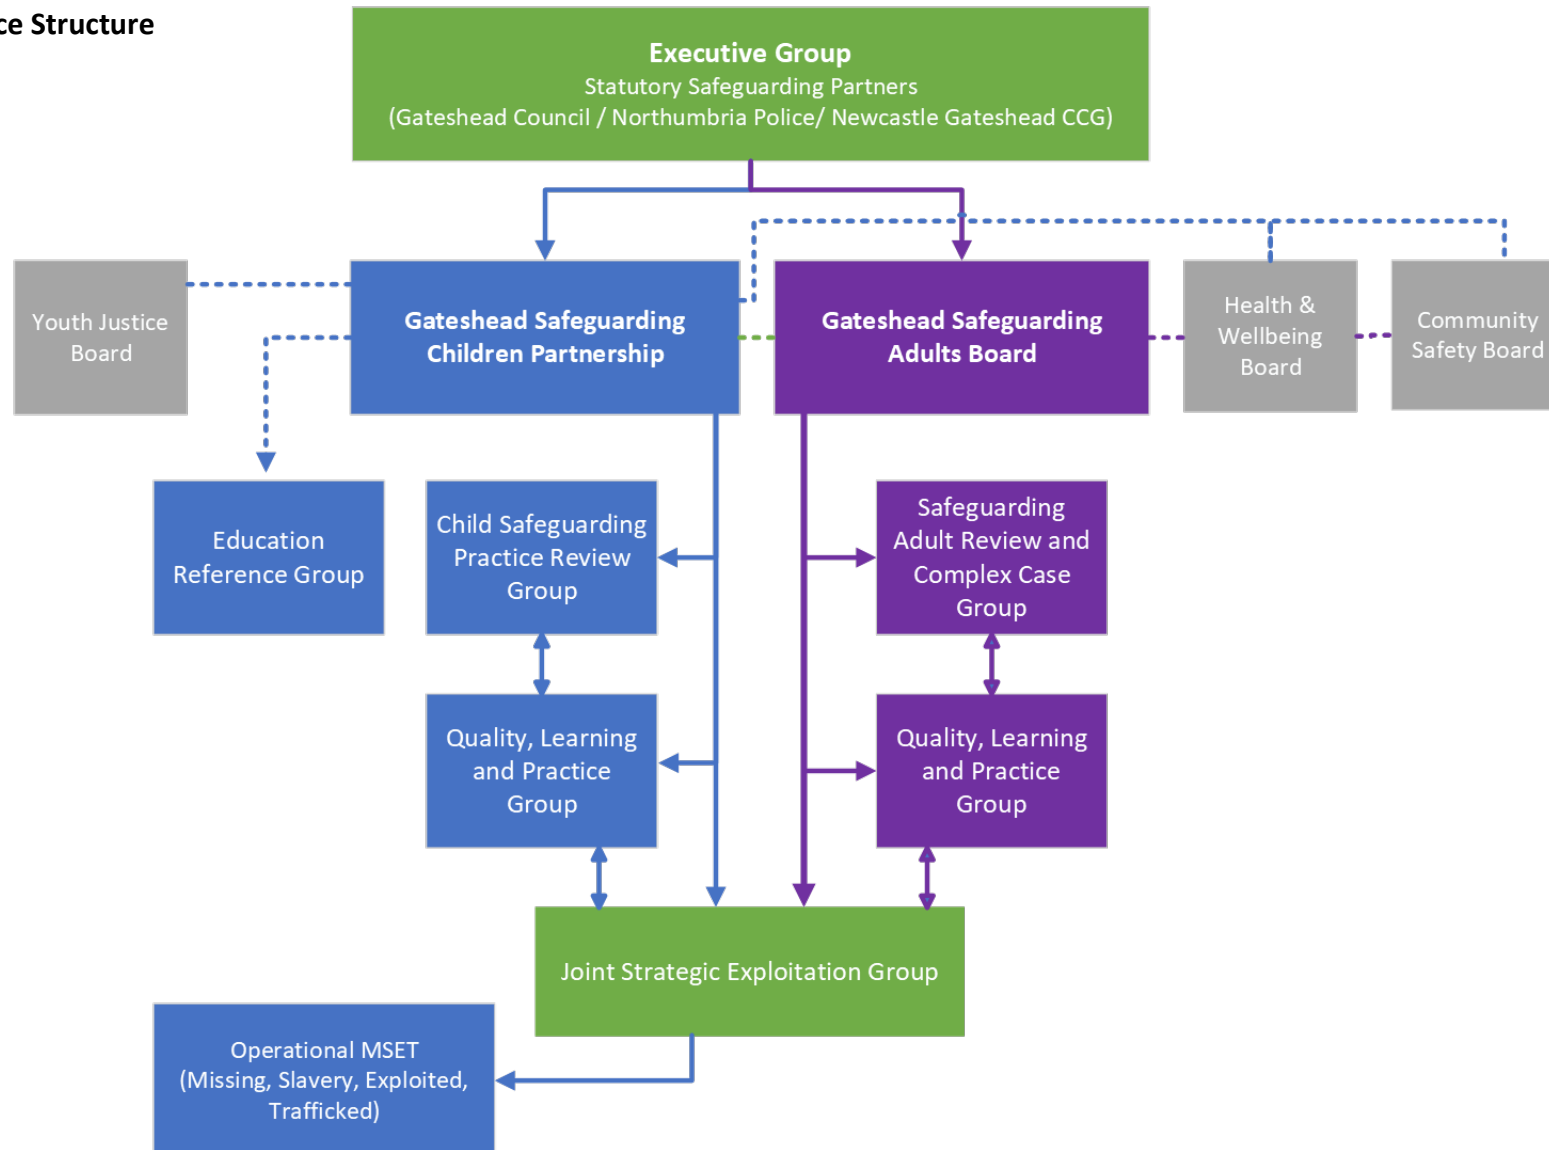 ce Structure
Executive Group
Statutory Safeguarding Partners
(Gateshead Council / Northumbria Police/ Newcastle Gateshead CCG)
Youth Justice
Board
Gateshead Safeguarding
Children Partnership
Gateshead Safeguarding
Adults Board
Health &
Wellbeing
Board
Community
Safety Board
Education
Reference Group
Child Safeguarding
Practice Review
Group
Safeguarding
Adult Review and
Complex Case
Group
Quality, Learning
and Practice
Group
Quality, Learning
and Practice
Group
Joint Strategic Exploitation Group
Operational MSET
(Missing, Slavery, Exploited,
Trafficked)